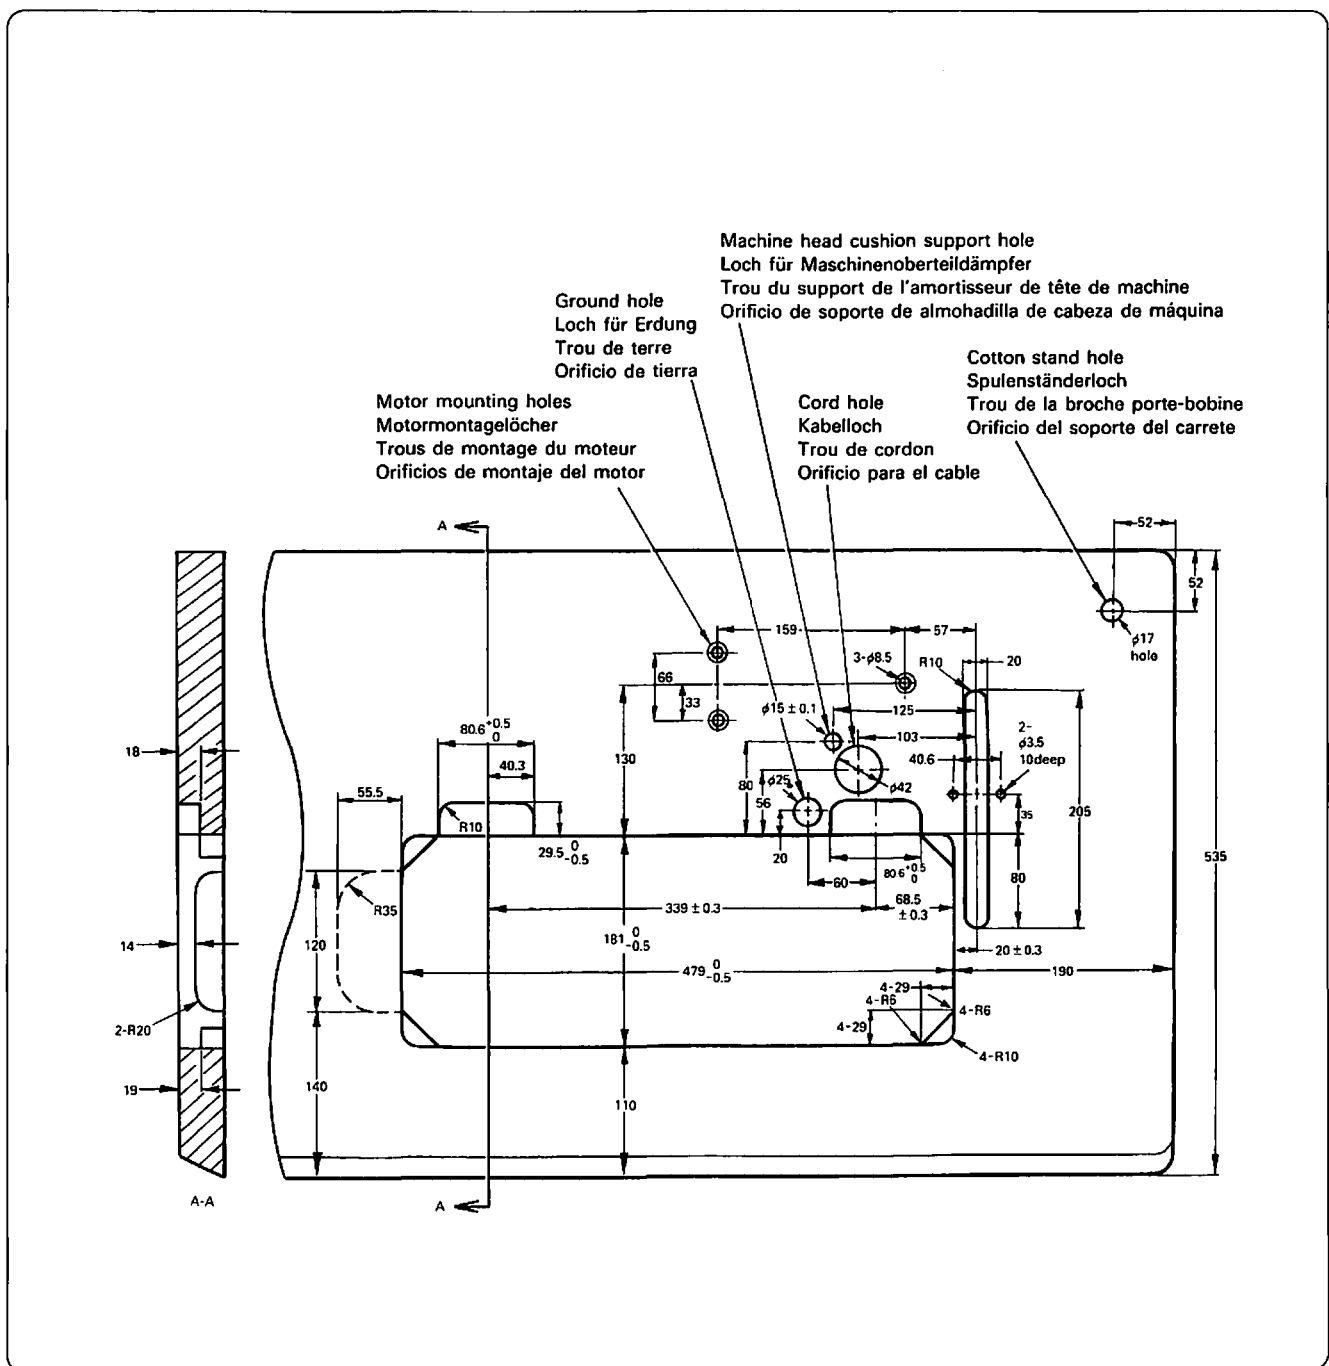 Machine head cushion support hole
Loch für Maschinenoberteildämpfer
Trou du support de l'amortisseur de tête de machine
Orificio de soporte de almohadilla de cabeza de máquina
Ground hole
Loch für Erdung
Trou de terre
Orificio de tierra
Cotton stand hole
Spulenständerloch
Trou de la broche porte-bobine
Orificio del soporte del carrete
Motor mounting holes
Motormontagelöcher
Trous de montage du moteur
Orificios de montaje del motor
Cord hole
Kabelloch
Trou de cordon
Orificio para el cable
A
52
52
159
57
φ17
hole
3-φ8.5
R10
20
66
33
φ15 ± 0.1
125
2-
φ3.5
10deep
80.6 +0.5 0
103
18
40.3
130
40.6
80
φ25
56
φ42
55.5
R10
35
205
29.5 0 -0.5
20
535
80.6 +0.5 0
80
60
R35
339 ± 0.3
68.5
± 0.3
14
120
181 0 -0.5
20 ± 0.3
479 0 -0.5
190
4-29
4-R6
4-R6
2-R20
4-29
4-R10
19
140
110
A-A
A